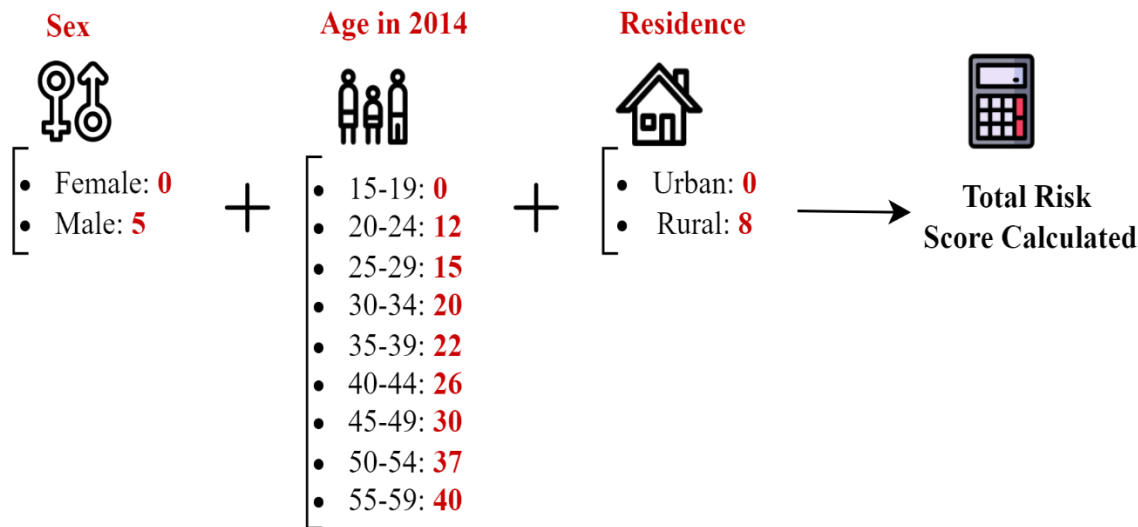 Sex
• Female: 0
• Male: 5
Age in 2014
• 15-19: 0
• 20-24: 12
• 25-29: 15
• 30-34: 20
• 35-39: 22
• 40-44: 26
• 45-49: 30
• 50-54: 37
• 55-59: 40
Residence
• Urban: 0
• Rural: 8
Total Risk
Score Calculated